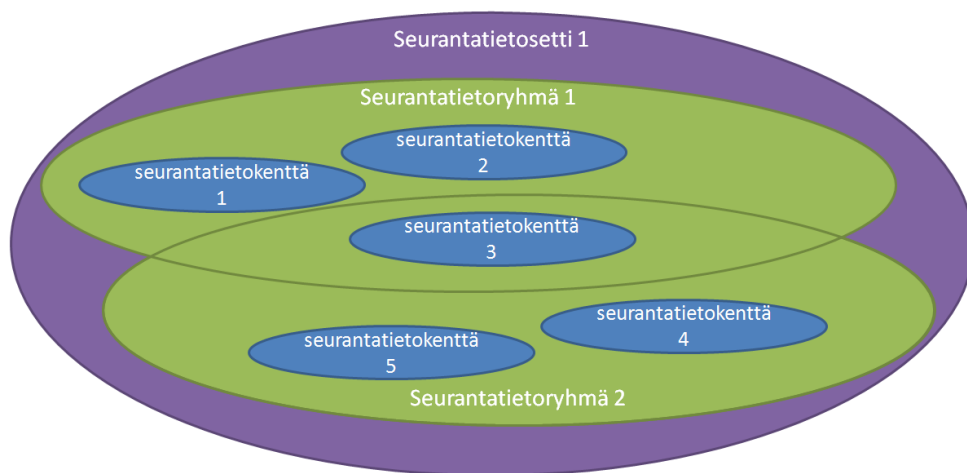 Seurantatietosetti 1
Seurantatietoryhmä 1
seurantatietokenttä
2
seurantatietokenttä
1
seurantatietokenttä
3
seurantatietokenttä
4
seurantatietokenttä
5
Seurantatietoryhmä 2